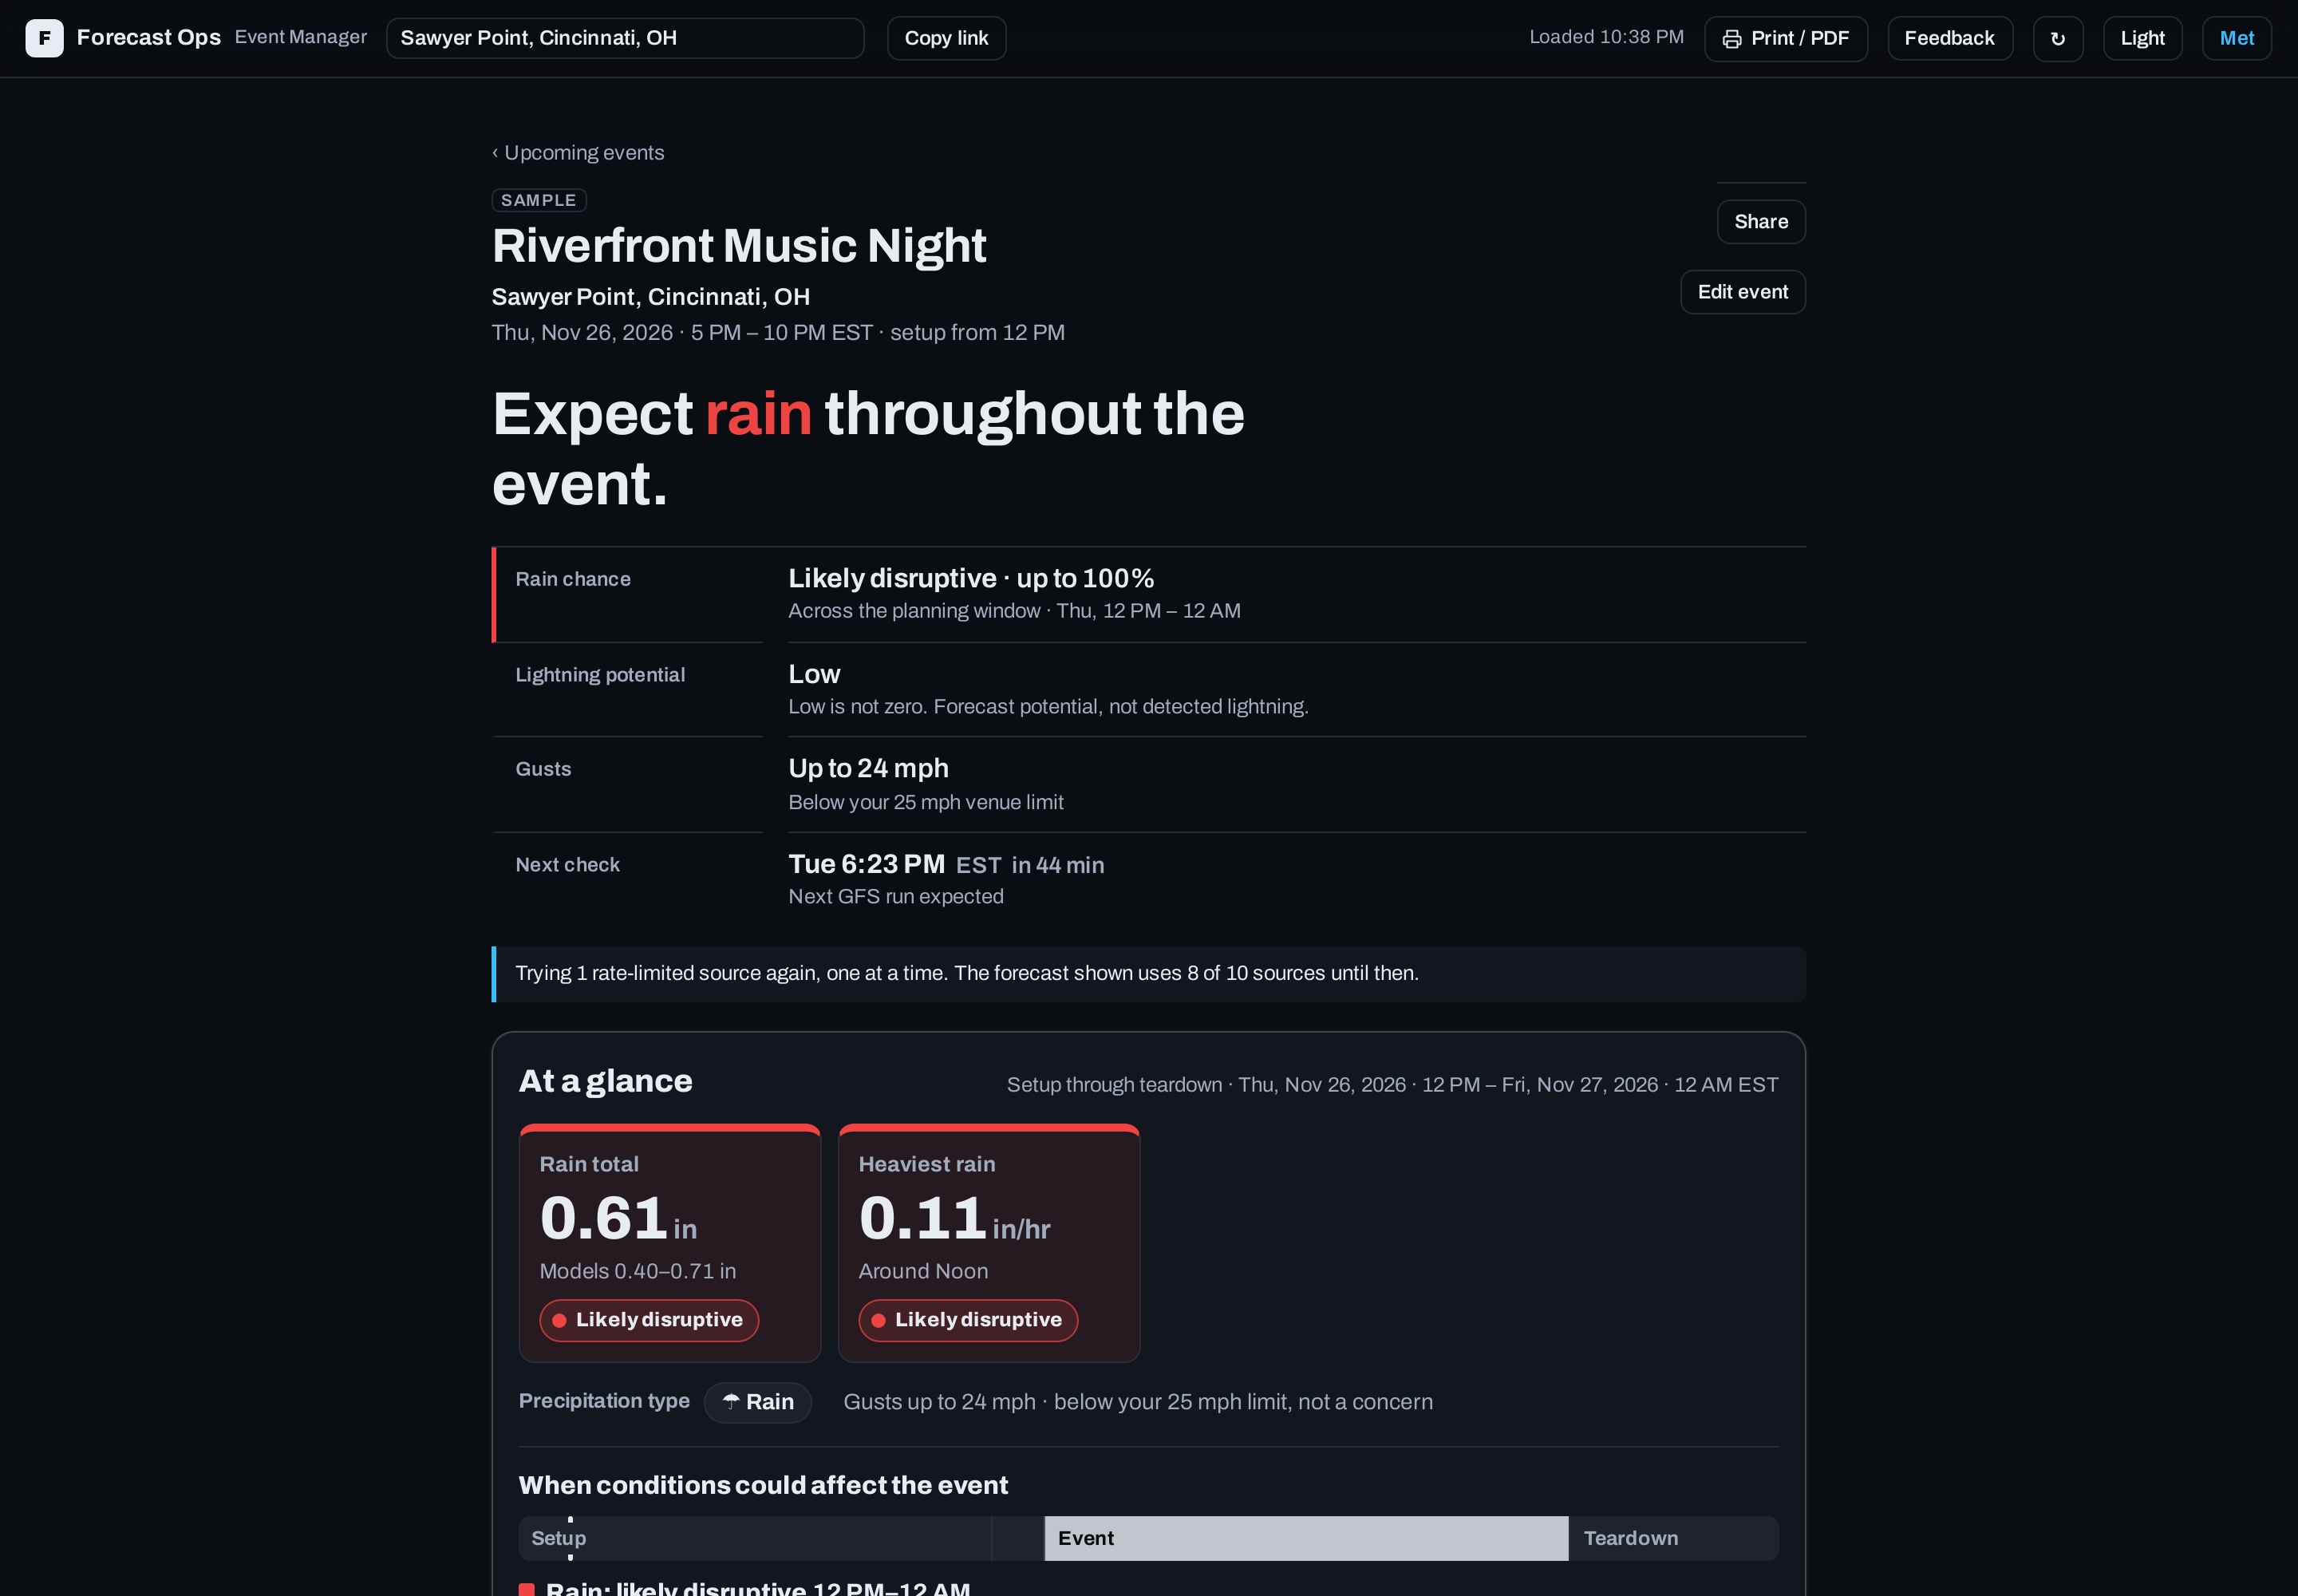 F Forecast Ops Event Manager Sawyer Point, Cincinnati, OH Copy link Loaded 10:38 PM Print / PDF Feedback ↻ Light Met
‹ Upcoming events
SAMPLE
Riverfront Music Night
Sawyer Point, Cincinnati, OH
Thu, Nov 26, 2026 · 5 PM – 10 PM EST · setup from 12 PM
Share
Edit event
Expect rain throughout the
event.
Rain chance
Likely disruptive · up to 100%
Across the planning window · Thu, 12 PM – 12 AM
Lightning potential
Low
Low is not zero. Forecast potential, not detected lightning.
Gusts
Up to 24 mph
Below your 25 mph venue limit
Next check
Tue 6:23 PM EST in 44 min
Next GFS run expected
Trying 1 rate-limited source again, one at a time. The forecast shown uses 8 of 10 sources until then.
At a glance
Setup through teardown · Thu, Nov 26, 2026 · 12 PM – Fri, Nov 27, 2026 · 12 AM EST
Rain total
0.61 in
Models 0.40–0.71 in
Likely disruptive
Heaviest rain
0.11 in/hr
Around Noon
Likely disruptive
Precipitation type Rain Gusts up to 24 mph · below your 25 mph limit, not a concern
When conditions could affect the event
Setup Event Teardown
Rain: likely disruptive 12 PM–12 AM